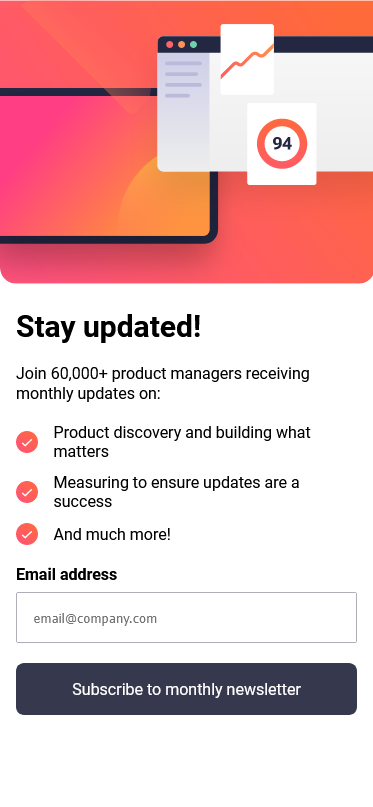 94
Stay updated!
Join 60,000+ product managers receiving
monthly updates on:
Product discovery and building what
matters
Measuring to ensure updates are a
success
And much more!
Email address
email@company.com
Subscribe to monthly newsletter